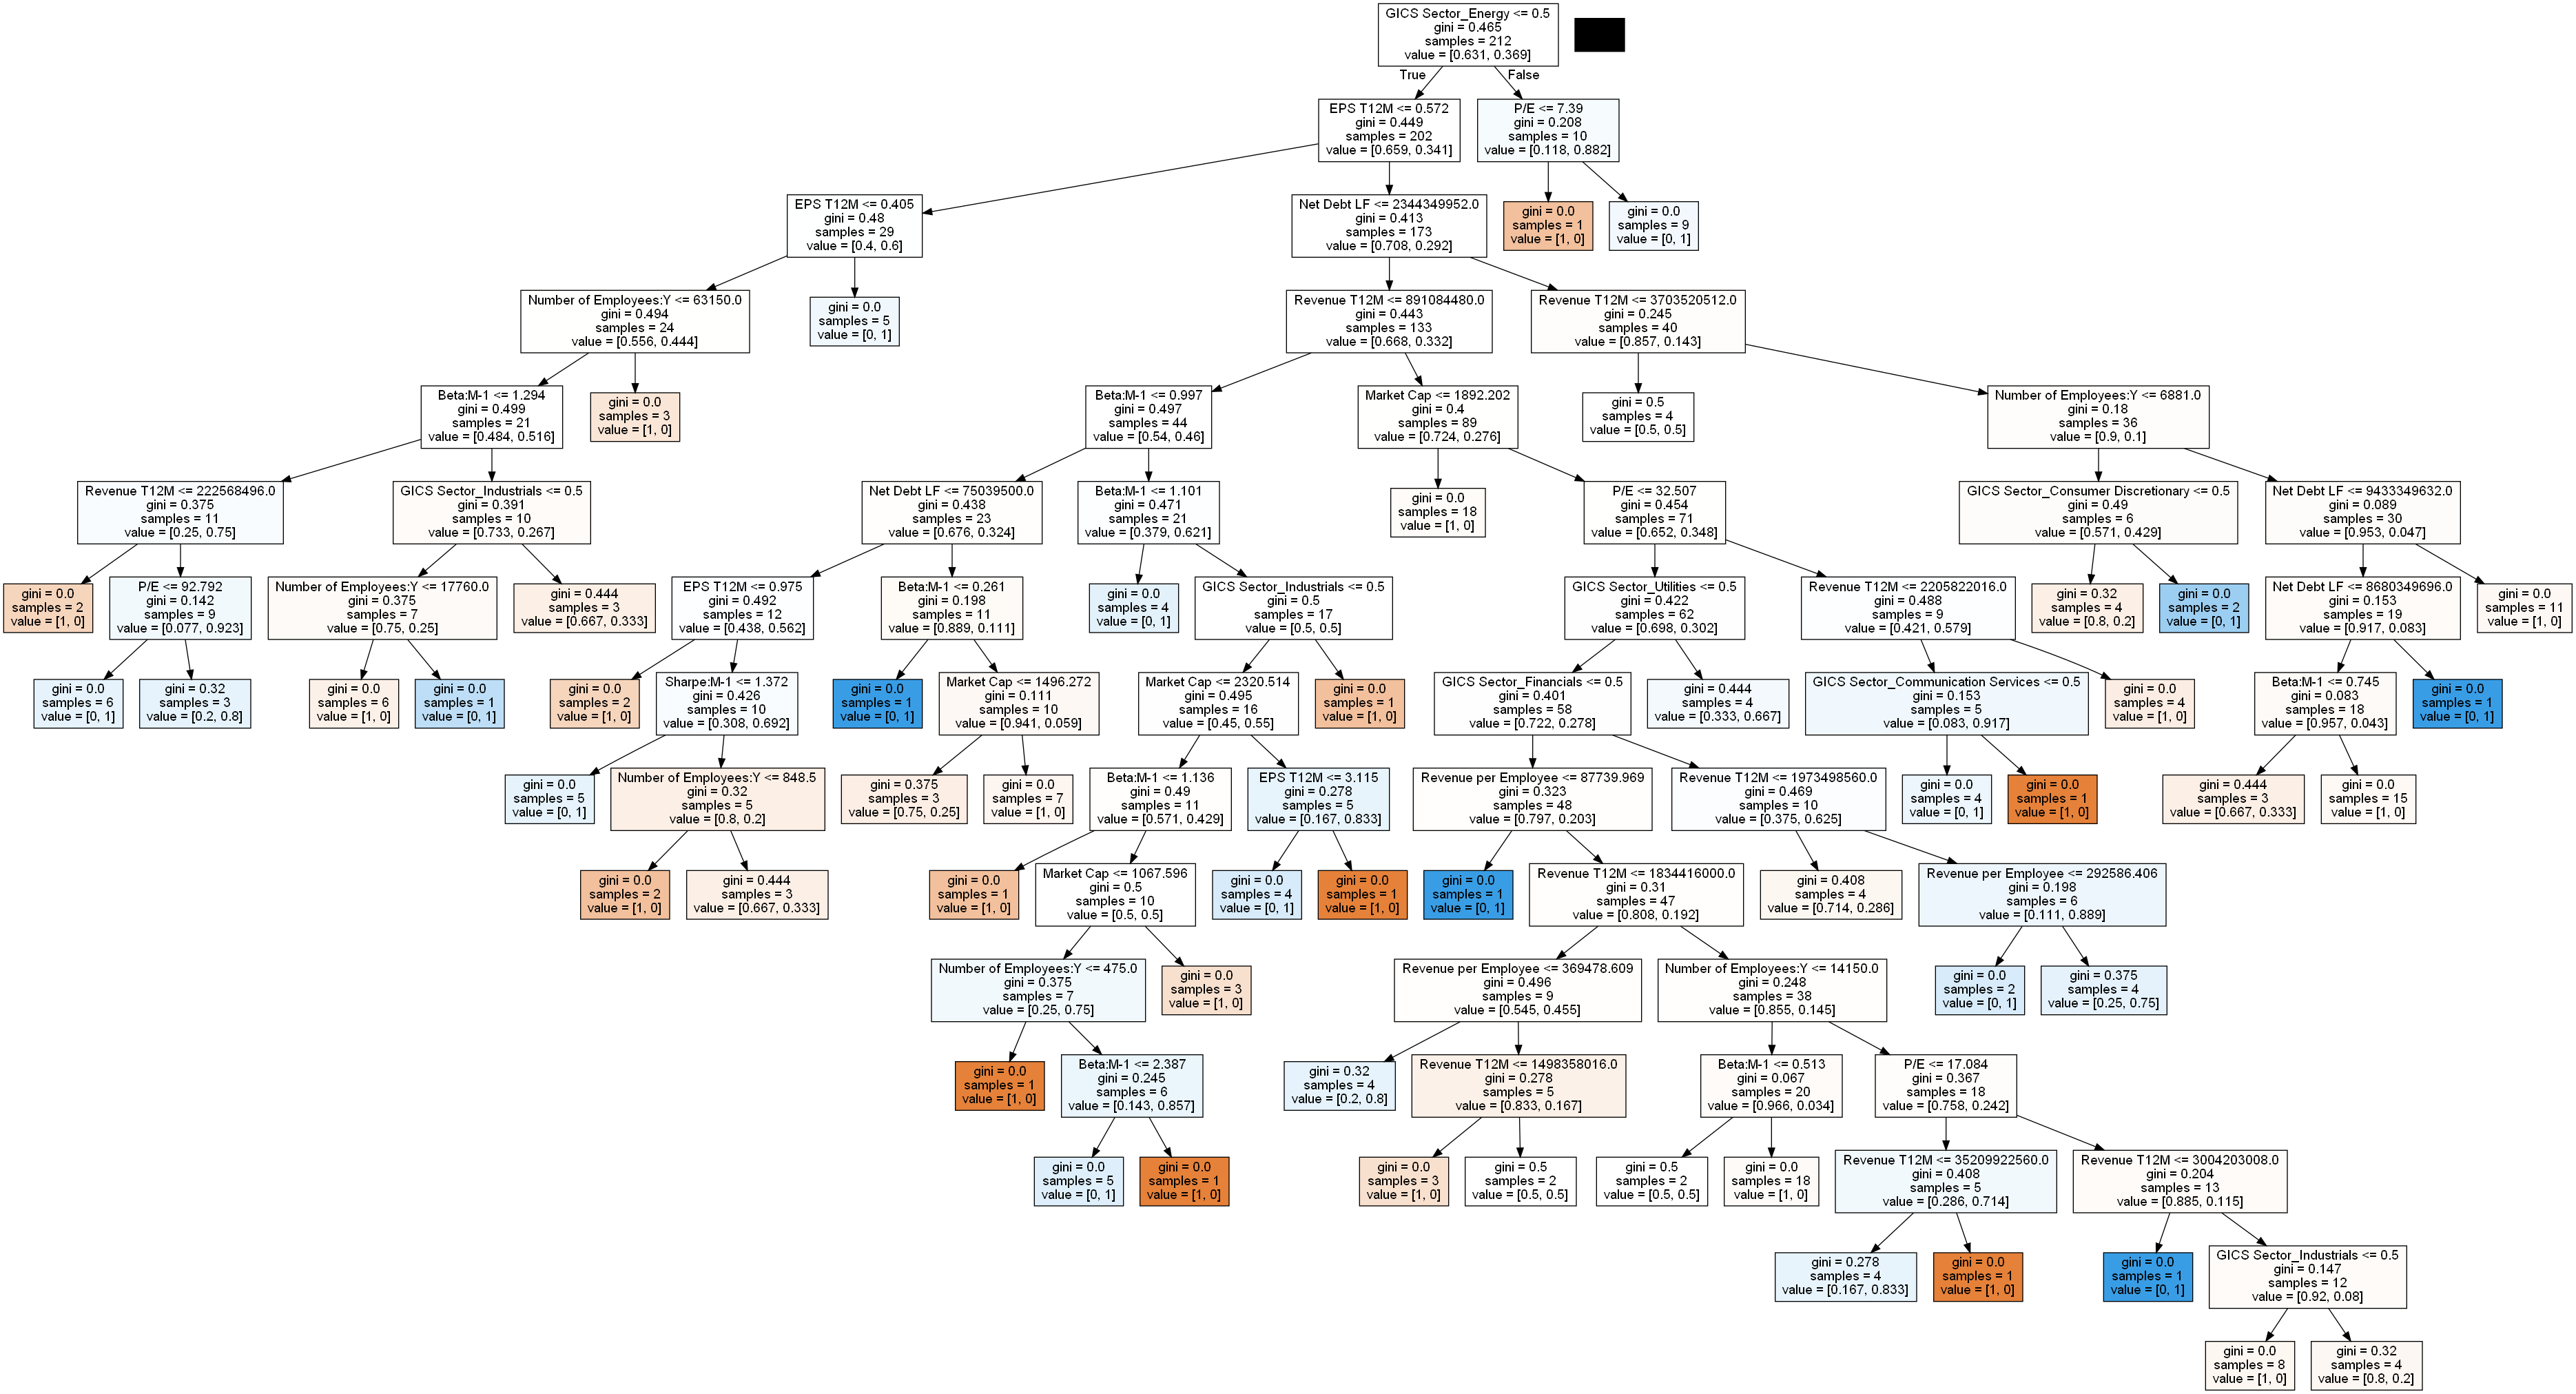 GICS Sector_Energy <= 0.5
gini = 0.465
samples = 212
value = [0.631, 0.369]
True
False
EPS T12M <= 0.572
gini = 0.449
samples = 202
value = [0.659, 0.341]
P/E <= 7.39
gini = 0.208
samples = 10
value = [0.118, 0.882]
EPS T12M <= 0.405
gini = 0.48
samples = 29
value = [0.4, 0.6]
Net Debt LF <= 2344349952.0
gini = 0.413
samples = 173
value = [0.708, 0.292]
gini = 0.0
samples = 1
value = [1, 0]
gini = 0.0
samples = 9
value = [0, 1]
Number of Employees:Y <= 63150.0
gini = 0.494
samples = 24
value = [0.556, 0.444]
gini = 0.0
samples = 5
value = [0, 1]
Revenue T12M <= 891084480.0
gini = 0.443
samples = 133
value = [0.668, 0.332]
Revenue T12M <= 3703520512.0
gini = 0.245
samples = 40
value = [0.857, 0.143]
Beta:M-1 <= 1.294
gini = 0.499
samples = 21
value = [0.484, 0.516]
gini = 0.0
samples = 3
value = [1, 0]
Beta:M-1 <= 0.997
gini = 0.497
samples = 44
value = [0.54, 0.46]
Market Cap <= 1892.202
gini = 0.4
samples = 89
value = [0.724, 0.276]
gini = 0.5
samples = 4
value = [0.5, 0.5]
Number of Employees:Y <= 6881.0
gini = 0.18
samples = 36
value = [0.9, 0.1]
Revenue T12M <= 222568496.0
gini = 0.375
samples = 11
value = [0.25, 0.75]
GICS Sector_Industrials <= 0.5
gini = 0.391
samples = 10
value = [0.733, 0.267]
Net Debt LF <= 75039500.0
gini = 0.438
samples = 23
value = [0.676, 0.324]
Beta:M-1 <= 1.101
gini = 0.471
samples = 21
value = [0.379, 0.621]
gini = 0.0
samples = 18
value = [1, 0]
P/E <= 32.507
gini = 0.454
samples = 71
value = [0.652, 0.348]
GICS Sector_Consumer Discretionary <= 0.5
gini = 0.49
samples = 6
value = [0.571, 0.429]
Net Debt LF <= 9433349632.0
gini = 0.089
samples = 30
value = [0.953, 0.047]
gini = 0.0
samples = 2
value = [1, 0]
P/E <= 92.792
gini = 0.142
samples = 9
value = [0.077, 0.923]
Number of Employees:Y <= 17760.0
gini = 0.375
samples = 7
value = [0.75, 0.25]
gini = 0.444
samples = 3
value = [0.667, 0.333]
EPS T12M <= 0.975
gini = 0.492
samples = 12
value = [0.438, 0.562]
Beta:M-1 <= 0.261
gini = 0.198
samples = 11
value = [0.889, 0.111]
gini = 0.0
samples = 4
value = [0, 1]
GICS Sector_Industrials <= 0.5
gini = 0.5
samples = 17
value = [0.5, 0.5]
GICS Sector_Utilities <= 0.5
gini = 0.422
samples = 62
value = [0.698, 0.302]
Revenue T12M <= 2205822016.0
gini = 0.488
samples = 9
value = [0.421, 0.579]
gini = 0.32
samples = 4
value = [0.8, 0.2]
gini = 0.0
samples = 2
value = [0, 1]
Net Debt LF <= 8680349696.0
gini = 0.153
samples = 19
value = [0.917, 0.083]
gini = 0.0
samples = 11
value = [1, 0]
gini = 0.0
samples = 6
value = [0, 1]
gini = 0.32
samples = 3
value = [0.2, 0.8]
gini = 0.0
samples = 6
value = [1, 0]
gini = 0.0
samples = 1
value = [0, 1]
gini = 0.0
samples = 2
value = [1, 0]
Sharpe:M-1 <= 1.372
gini = 0.426
samples = 10
value = [0.308, 0.692]
gini = 0.0
samples = 1
value = [0, 1]
Market Cap <= 1496.272
gini = 0.111
samples = 10
value = [0.941, 0.059]
Market Cap <= 2320.514
gini = 0.495
samples = 16
value = [0.45, 0.55]
gini = 0.0
samples = 1
value = [1, 0]
GICS Sector_Financials <= 0.5
gini = 0.401
samples = 58
value = [0.722, 0.278]
gini = 0.444
samples = 4
value = [0.333, 0.667]
GICS Sector_Communication Services <= 0.5
gini = 0.153
samples = 5
value = [0.083, 0.917]
gini = 0.0
samples = 4
value = [1, 0]
Beta:M-1 <= 0.745
gini = 0.083
samples = 18
value = [0.957, 0.043]
gini = 0.0
samples = 1
value = [0, 1]
gini = 0.0
samples = 5
value = [0, 1]
Number of Employees:Y <= 848.5
gini = 0.32
samples = 5
value = [0.8, 0.2]
gini = 0.375
samples = 3
value = [0.75, 0.25]
gini = 0.0
samples = 7
value = [1, 0]
Beta:M-1 <= 1.136
gini = 0.49
samples = 11
value = [0.571, 0.429]
EPS T12M <= 3.115
gini = 0.278
samples = 5
value = [0.167, 0.833]
Revenue per Employee <= 87739.969
gini = 0.323
samples = 48
value = [0.797, 0.203]
Revenue T12M <= 1973498560.0
gini = 0.469
samples = 10
value = [0.375, 0.625]
gini = 0.0
samples = 4
value = [0, 1]
gini = 0.0
samples = 1
value = [1, 0]
gini = 0.444
samples = 3
value = [0.667, 0.333]
gini = 0.0
samples = 15
value = [1, 0]
gini = 0.0
samples = 2
value = [1, 0]
gini = 0.444
samples = 3
value = [0.667, 0.333]
gini = 0.0
samples = 1
value = [1, 0]
Market Cap <= 1067.596
gini = 0.5
samples = 10
value = [0.5, 0.5]
gini = 0.0
samples = 4
value = [0, 1]
gini = 0.0
samples = 1
value = [1, 0]
gini = 0.0
samples = 1
value = [0, 1]
Revenue T12M <= 1834416000.0
gini = 0.31
samples = 47
value = [0.808, 0.192]
gini = 0.408
samples = 4
value = [0.714, 0.286]
Revenue per Employee <= 292586.406
gini = 0.198
samples = 6
value = [0.111, 0.889]
Number of Employees:Y <= 475.0
gini = 0.375
samples = 7
value = [0.25, 0.75]
gini = 0.0
samples = 3
value = [1, 0]
Revenue per Employee <= 369478.609
gini = 0.496
samples = 9
value = [0.545, 0.455]
Number of Employees:Y <= 14150.0
gini = 0.248
samples = 38
value = [0.855, 0.145]
gini = 0.0
samples = 2
value = [0, 1]
gini = 0.375
samples = 4
value = [0.25, 0.75]
gini = 0.0
samples = 1
value = [1, 0]
Beta:M-1 <= 2.387
gini = 0.245
samples = 6
value = [0.143, 0.857]
gini = 0.32
samples = 4
value = [0.2, 0.8]
Revenue T12M <= 1498358016.0
gini = 0.278
samples = 5
value = [0.833, 0.167]
Beta:M-1 <= 0.513
gini = 0.067
samples = 20
value = [0.966, 0.034]
P/E <= 17.084
gini = 0.367
samples = 18
value = [0.758, 0.242]
gini = 0.0
samples = 5
value = [0, 1]
gini = 0.0
samples = 1
value = [1, 0]
gini = 0.0
samples = 3
value = [1, 0]
gini = 0.5
samples = 2
value = [0.5, 0.5]
gini = 0.5
samples = 2
value = [0.5, 0.5]
gini = 0.0
samples = 18
value = [1, 0]
Revenue T12M <= 35209922560.0
gini = 0.408
samples = 5
value = [0.286, 0.714]
Revenue T12M <= 3004203008.0
gini = 0.204
samples = 13
value = [0.885, 0.115]
gini = 0.278
samples = 4
value = [0.167, 0.833]
gini = 0.0
samples = 1
value = [1, 0]
gini = 0.0
samples = 1
value = [0, 1]
GICS Sector_Industrials <= 0.5
gini = 0.147
samples = 12
value = [0.92, 0.08]
gini = 0.0
samples = 8
value = [1, 0]
gini = 0.32
samples = 4
value = [0.8, 0.2]